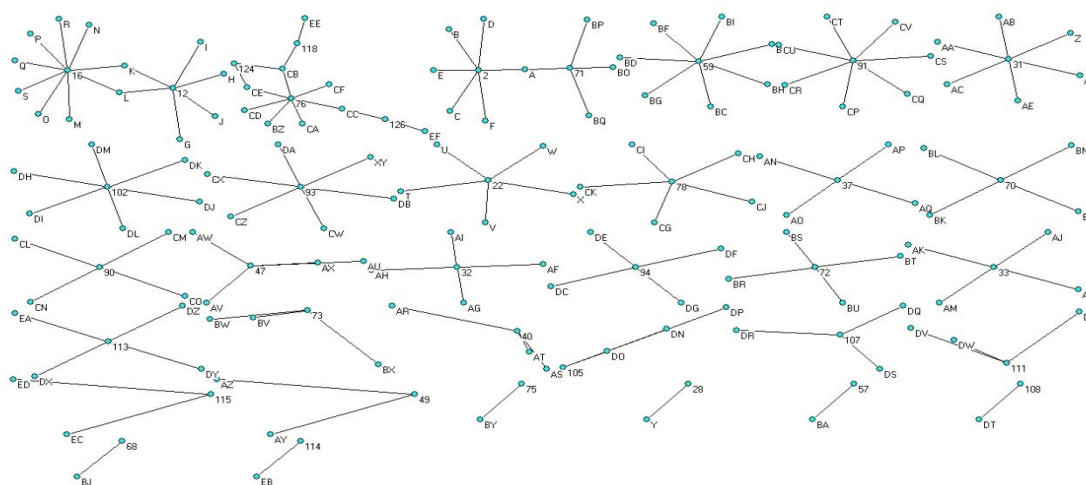 R
N
P
Q
16
K
S
L
O
M
I
12
H
J
G
EE
118
124
CB
CE
76
CF
CD
BZ
CA
CC
126
EF
B
D
E
2
A
C
F
BP
71
BO
BQ
BF
BI
BD
59
BG
BH
BC
CT
CV
CU
91
CS
CR
CQ
CP
AB
Z
AA
31
AC
AE
DM
DK
DH
102
DI
DJ
DL
DA
XY
CX
93
DB
CZ
CW
U
W
T
22
X
V
CI
CH
CK
78
CJ
CG
AN
AP
37
AQ
AO
BL
BN
70
BK
CL
CM
90
CN
CO
AW
47
AX
AU
AV
AI
AH
32
AF
AG
DE
DF
94
DC
DG
BS
BT
72
BR
BU
AK
AJ
33
AM
EA
DZ
113
DY
DX
BW
BV
73
BX
AR
40
AT
AS
DP
DN
DO
105
DQ
DR
107
DS
DV
DW
111
ED
115
EC
AZ
49
AY
75
BY
28
Y
57
BA
108
DT
68
BJ
114
EB